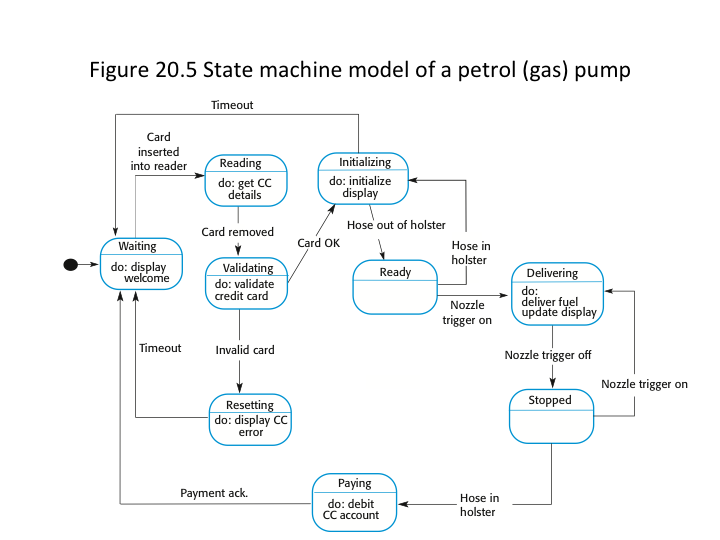 Figure 20.5 State machine model of a petrol (gas) pump
Timeout
Card
inserted
into reader
Reading
do: get CC
details
Initializing
do: initialize
display
Card removed
Card OK
Hose out of holster
Hose in
holster
Waiting
do: display
welcome
Validating
do: validate
credit card
Ready
Nozzle
trigger on
Delivering
do:
deliver fuel
update display
Timeout
Invalid card
Nozzle trigger off
Nozzle trigger on
Resetting
do: display CC
error
Stopped
Paying
do: debit
CC account
Payment ack.
Hose in
holster